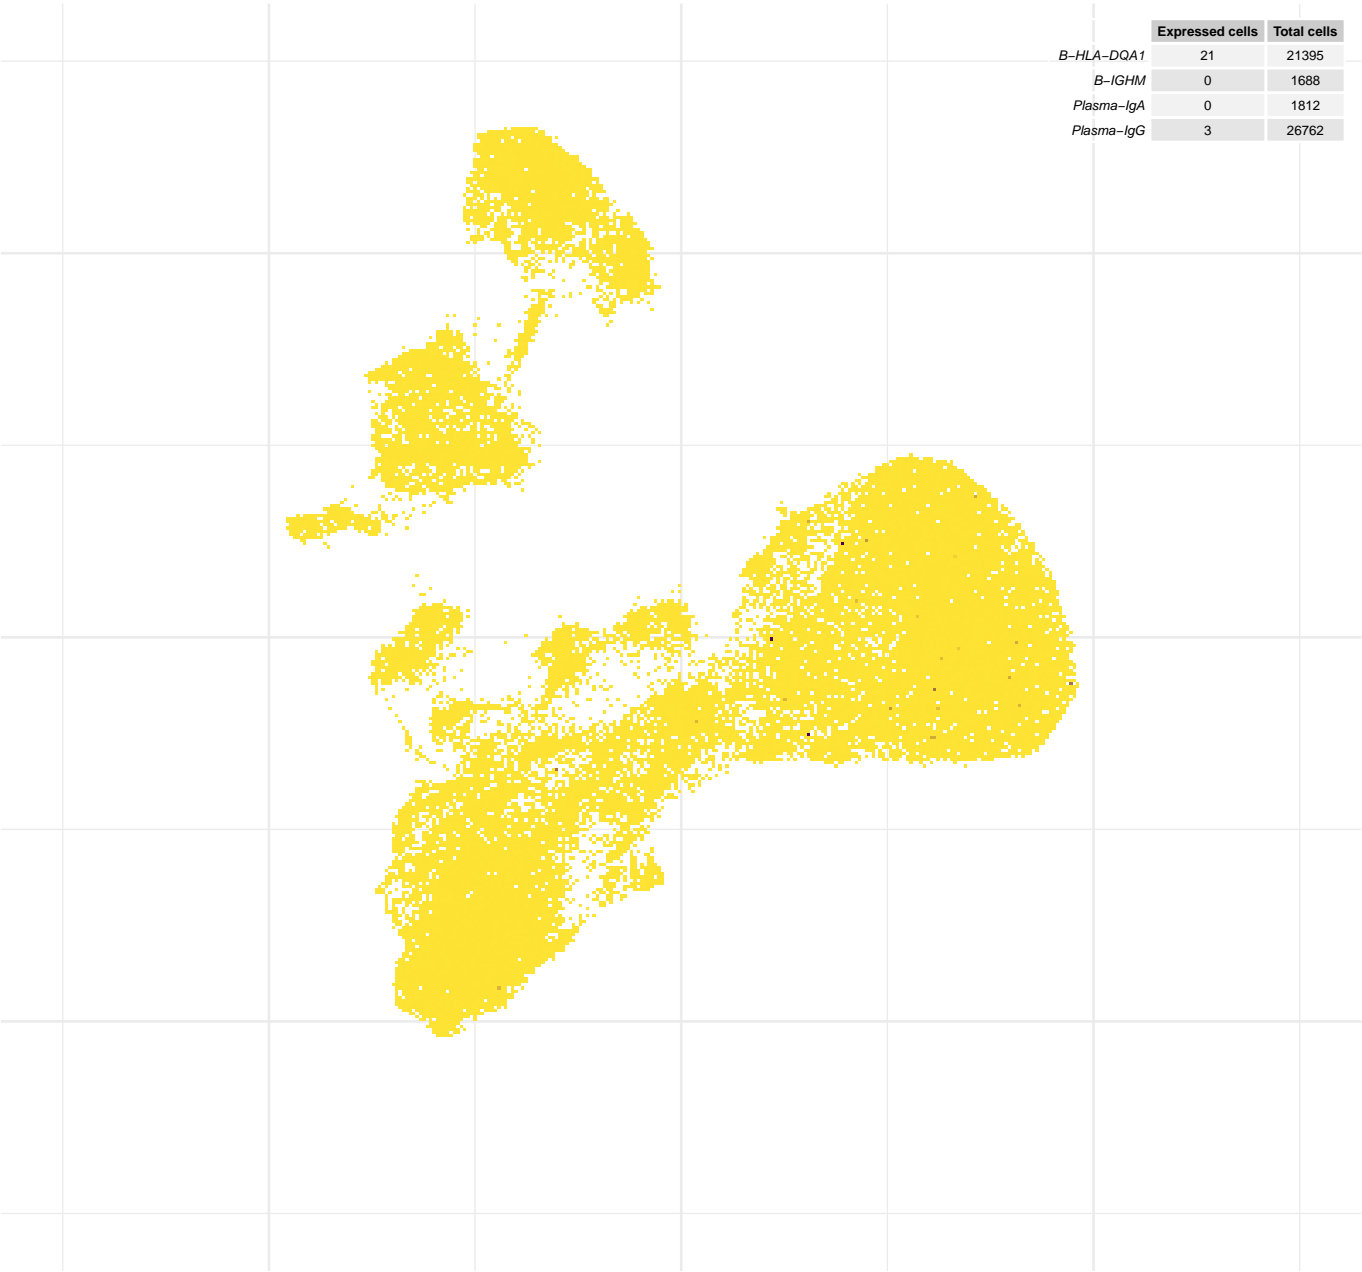 Expressed cells Total cells
B−HLA−DQA1 21 21395
B−IGHM 0 1688
Plasma−IgA 0 1812
Plasma−IgG 3 26762